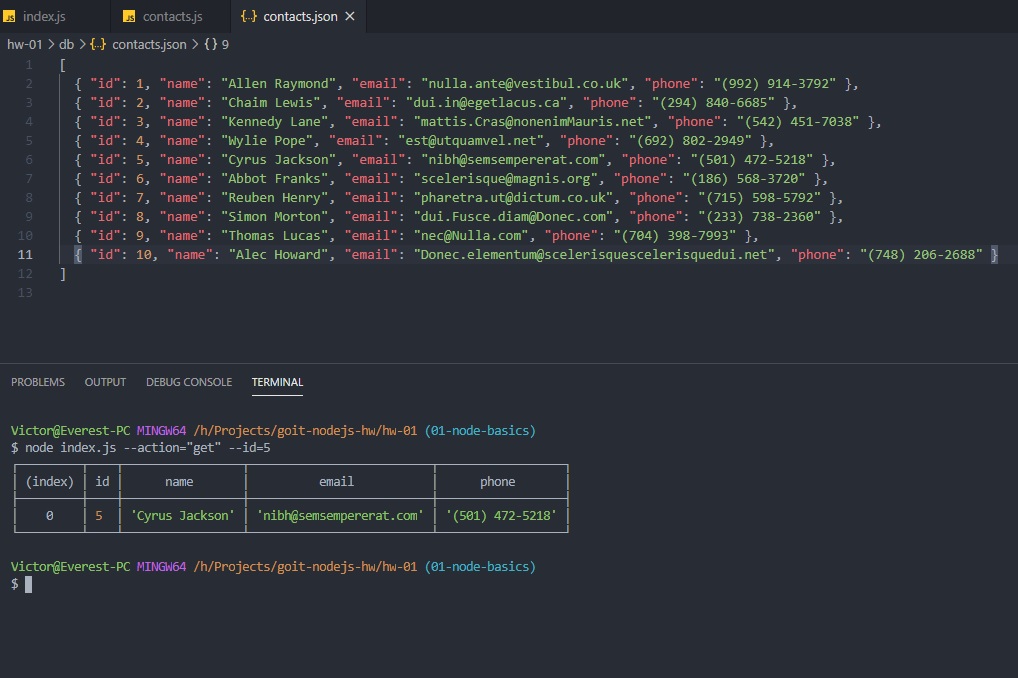 JS index.js JS contacts.js {..} contacts.json ×
hw-01 > db > {..} contacts.json > {} 9
1 [
2 { "id": 1, "name": "Allen Raymond", "email": "nulla.ante@vestibul.co.uk", "phone": "(992) 914-3792" },
3 { "id": 2, "name": "Chaim Lewis", "email": "dui.in@egetlacus.ca", "phone": "(294) 840-6685" },
4 { "id": 3, "name": "Kennedy Lane", "email": "mattis.Cras@nonenimMauris.net", "phone": "(542) 451-7038" },
5 { "id": 4, "name": "Wylie Pope", "email": "est@utquamvel.net", "phone": "(692) 802-2949" },
6 { "id": 5, "name": "Cyrus Jackson", "email": "nibh@semsempererat.com", "phone": "(501) 472-5218" },
7 { "id": 6, "name": "Abbot Franks", "email": "scelerisque@magnis.org", "phone": "(186) 568-3720" },
8 { "id": 7, "name": "Reuben Henry", "email": "pharetra.ut@dictum.co.uk", "phone": "(715) 598-5792" },
9 { "id": 8, "name": "Simon Morton", "email": "dui.Fusce.diam@Donec.com", "phone": "(233) 738-2360" },
10 { "id": 9, "name": "Thomas Lucas", "email": "nec@Nulla.com", "phone": "(704) 398-7993" },
11 { "id": 10, "name": "Alec Howard", "email": "Donec.elementum@scelerisquescelerisquedui.net", "phone": "(748) 206-2688" }
12 ]
13
PROBLEMS OUTPUT DEBUG CONSOLE TERMINAL
Victor@Everest-PC MINGW64 /h/Projects/goit-nodejs-hw/hw-01 (01-node-basics)
$ node index.js --action="get" --id=5
(index) id name email phone
0 5 'Cyrus Jackson' 'nibh@semsempererat.com' '(501) 472-5218'
Victor@Everest-PC MINGW64 /h/Projects/goit-nodejs-hw/hw-01 (01-node-basics)
$